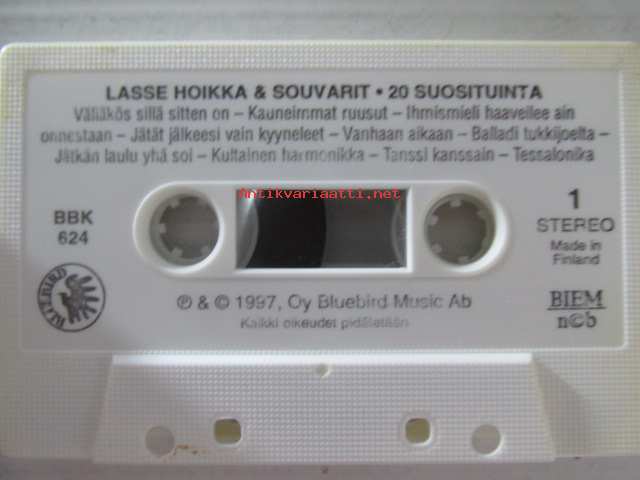 LASSE HOIKKA & SOUVARIT • 20 SUOSITUINTA
Väliäkös sillä sitten on – Kauneimmat ruusut – Ihmismieli haaveilee ain
onnestaan – Jätät jälkeesi vain kyyneleet – Vanhaan aikaan – Balladi tukkijoelta –
Jätkän laulu yhä soi – Kultainen harmonikka – Tanssi kanssain – Tessalonika
Antikvariaatti.net
BBK
624
1
STEREO
Made in
Finland
BLUEBIRD
℗ & © 1997, Oy Bluebird Music Ab
Kaikki oikeudet pidätetään
BIEM
n©b